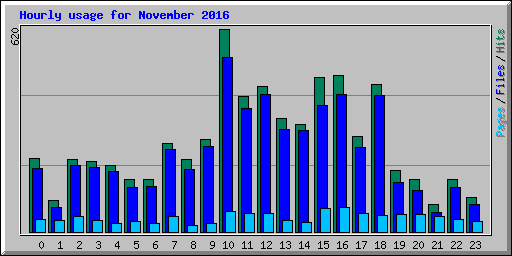 Hourly usage for November 2016
620
Pages/Files/Hits
0 1 2 3 4 5 6 7 8 9 10 11 12 13 14 15 16 17 18 19 20 21 22 23